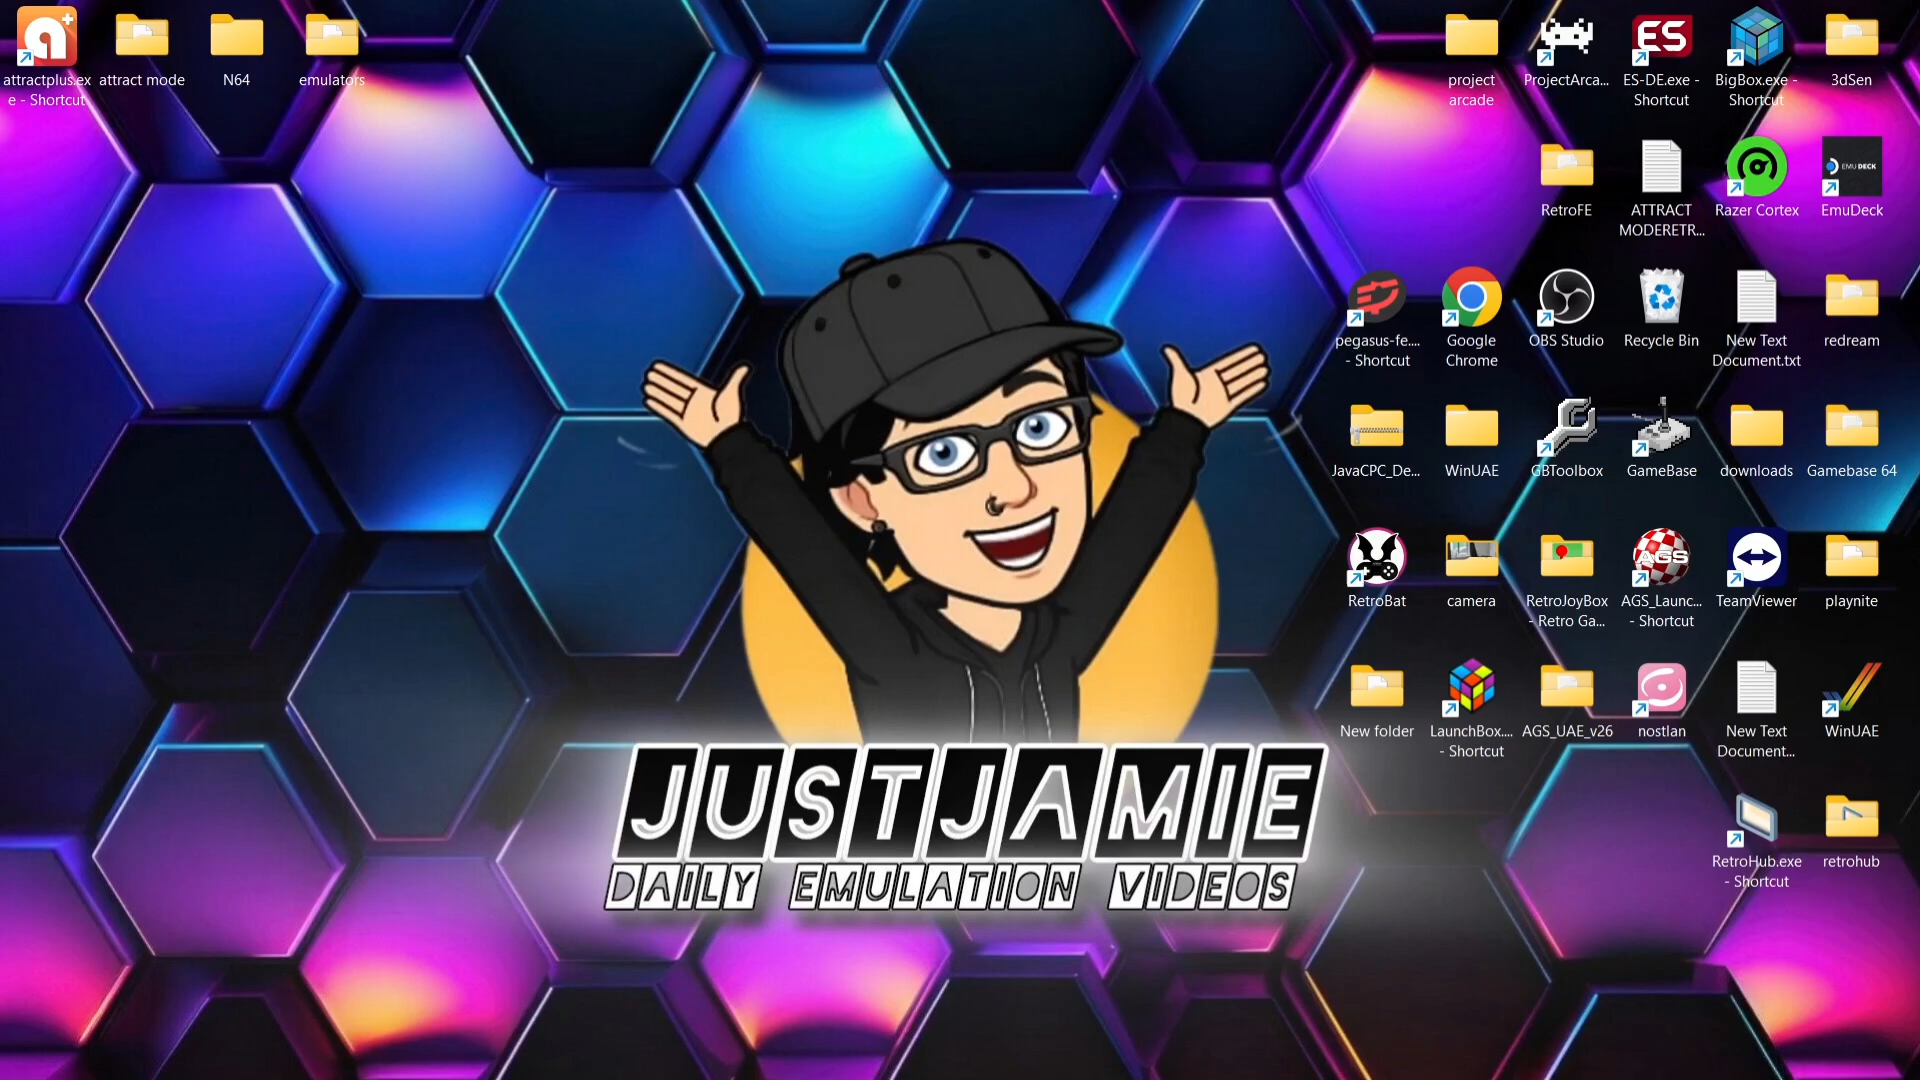 attractplus.ex
e - Shortcut
attract mode
N64
emulators
project
arcade
ProjectArca...
ES
ES-DE.exe -
Shortcut
BigBox.exe -
Shortcut
3dSen
RetroFE
ATTRACT
MODERETR...
Razer Cortex
EMUDECK
EmuDeck
pegasus-fe....
- Shortcut
Google
Chrome
OBS Studio
Recycle Bin
New Text
Document.txt
redream
JavaCPC_De...
WinUAE
GBToolbox
GameBase
downloads
Gamebase 64
RetroBat
camera
RetroJoyBox
- Retro Ga...
AGS
AGS_Launc...
- Shortcut
TeamViewer
playnite
New folder
LaunchBox....
- Shortcut
AGS_UAE_v26
nostlan
New Text
Document...
WinUAE
RetroHub.exe
- Shortcut
retrohub
JUSTJAMIE
DAILY EMULATION VIDEOS